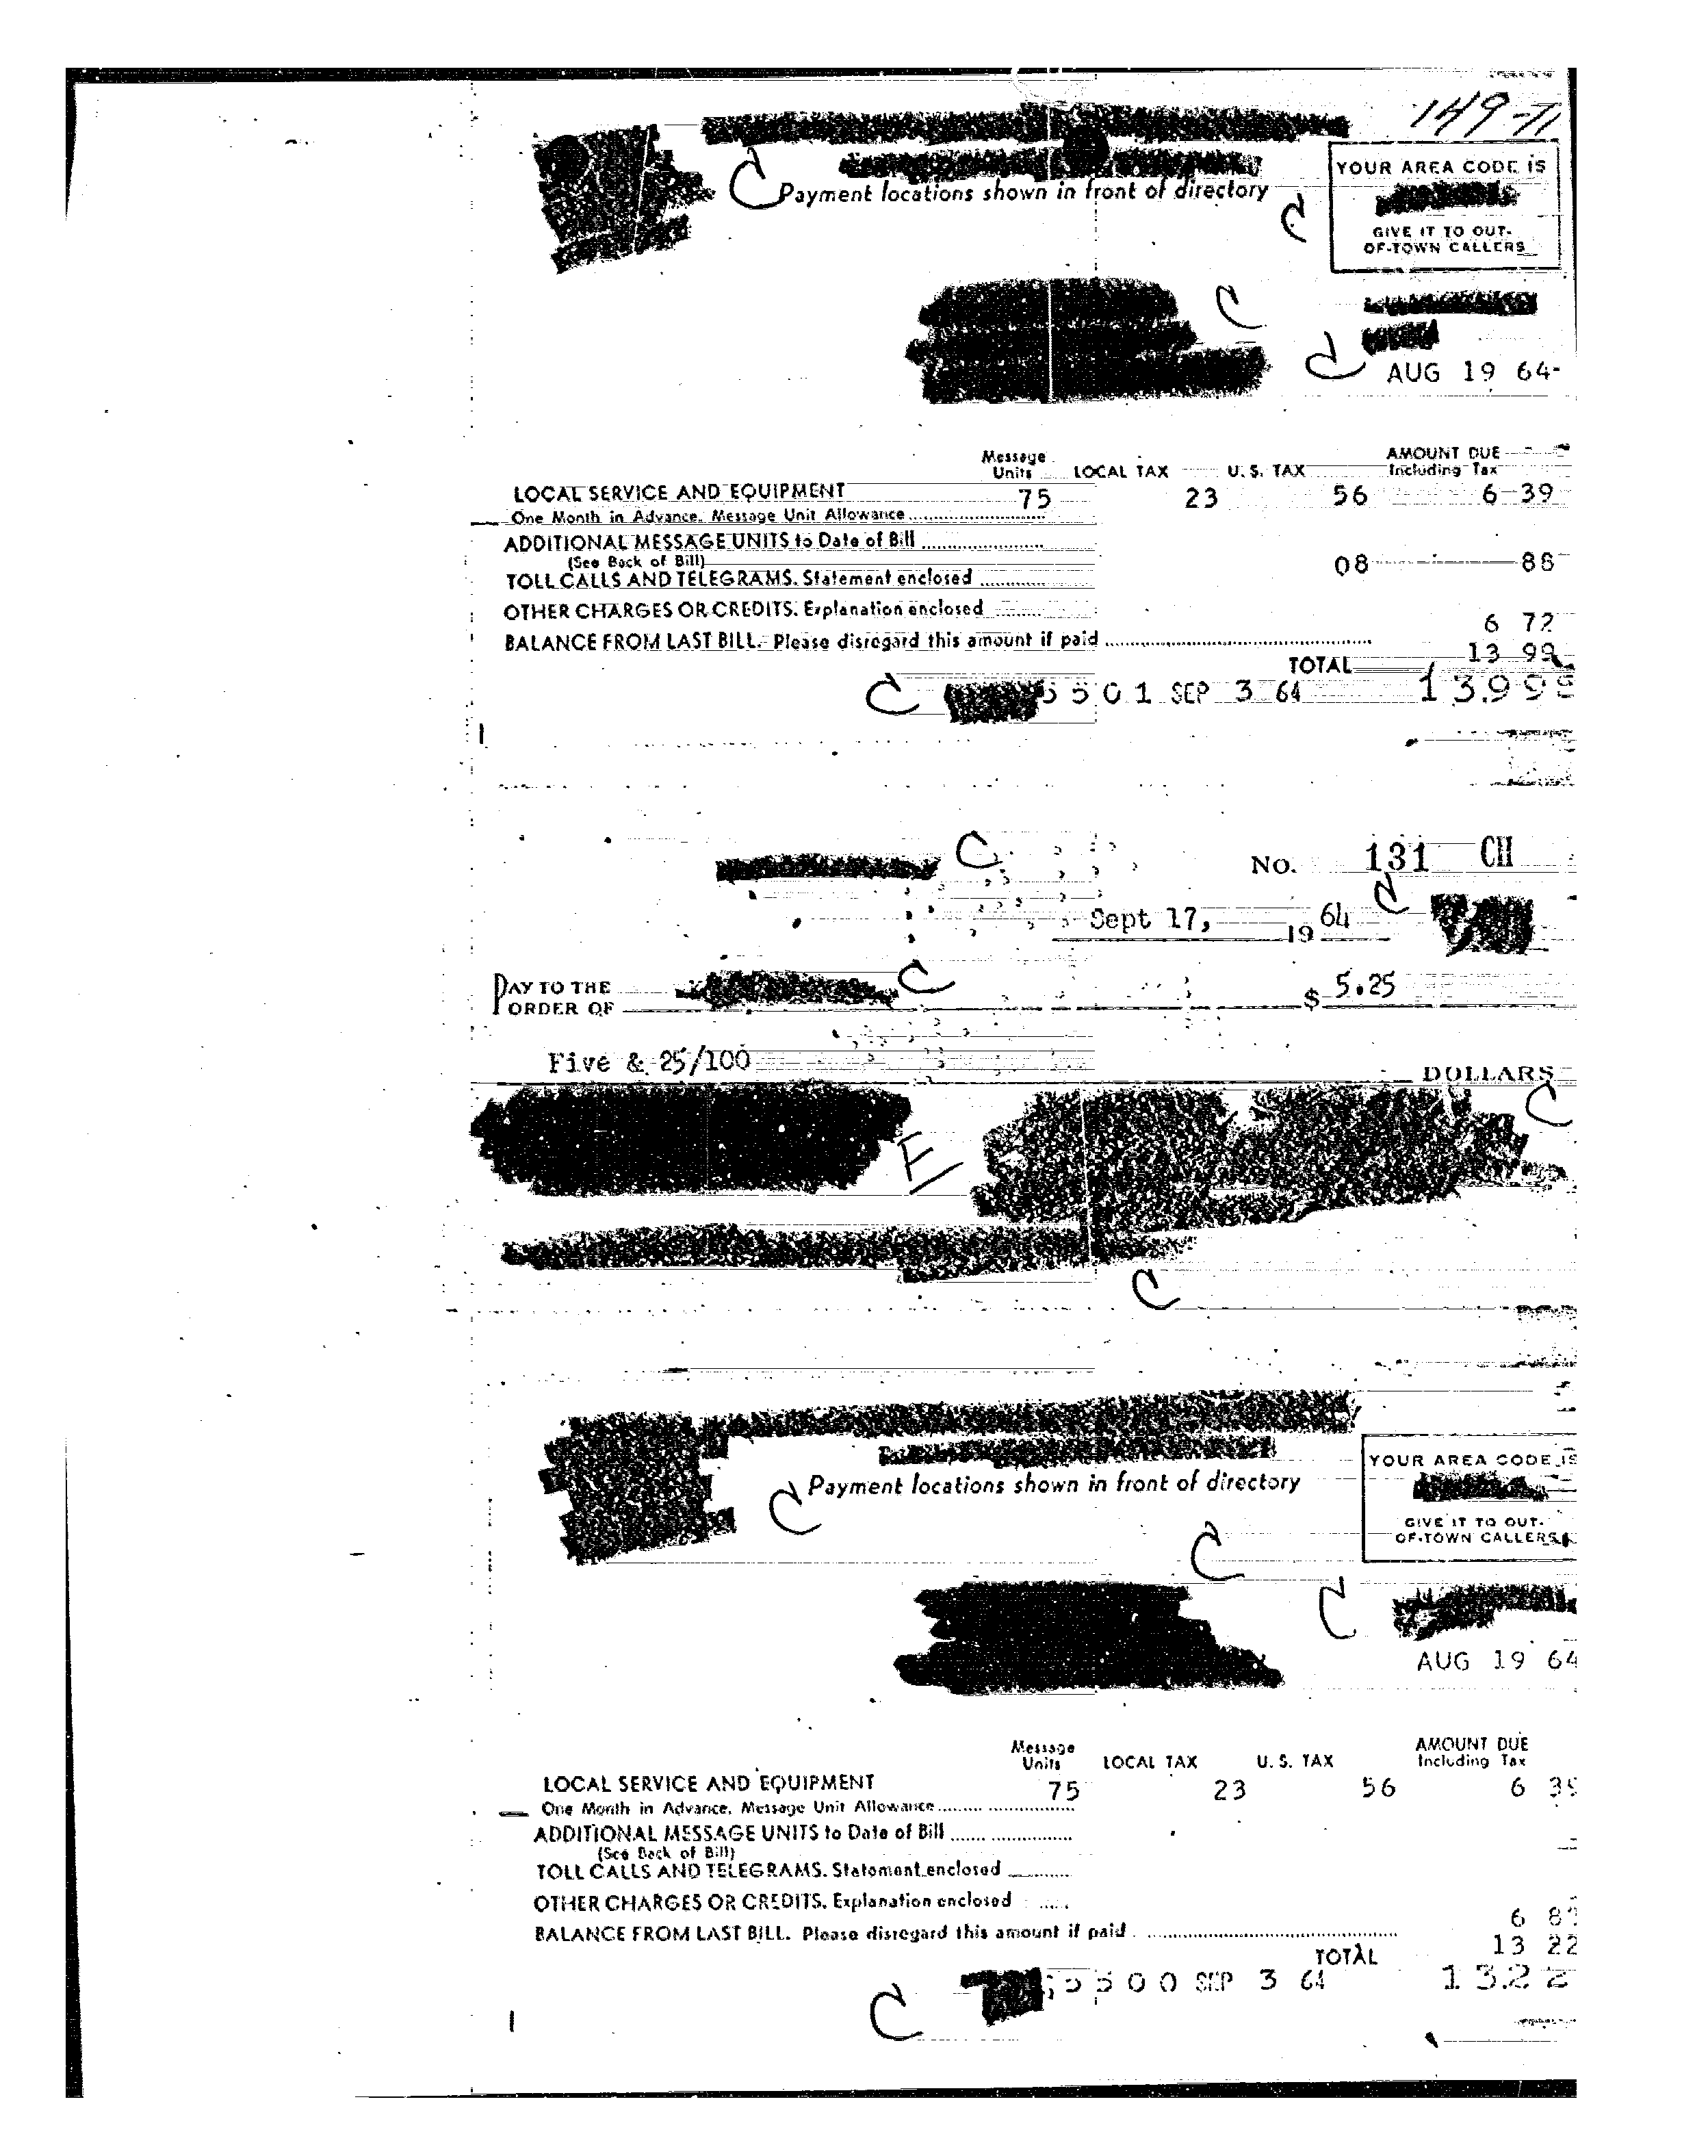 149-71
YOUR AREA CODE IS
Payment locations shown in front of directory
GIVE IT TO OUT-
OF-TOWN CALLERS
AUG 19 64-
Message Units LOCAL TAX U.S. TAX AMOUNT DUE Including Tax
LOCAL SERVICE AND EQUIPMENT 75 23 56 6 39
One Month in Advance. Message Unit Allowance
ADDITIONAL MESSAGE UNITS to Date of Bill
(See Back of Bill) 08 88
TOLL CALLS AND TELEGRAMS. Statement enclosed
OTHER CHARGES OR CREDITS. Explanation enclosed
6 72
BALANCE FROM LAST BILL. Please disregard this amount if paid
13 99
TOTAL
5 5 0 1 SEP 3 64 13.99
C
No. 131 CH
C
Sept 17, 19 64
PAY TO THE ORDER OF C $ 5.25
Five & 25/100
DOLLARS
C
E
C
YOUR AREA CODE IS
Payment locations shown in front of directory
GIVE IT TO OUT-
OF-TOWN CALLERS
AUG 19 64
Message Units LOCAL TAX U.S. TAX AMOUNT DUE Including Tax
LOCAL SERVICE AND EQUIPMENT 75 23 56 6 39
One Month in Advance. Message Unit Allowance
ADDITIONAL MESSAGE UNITS to Date of Bill
(See Back of Bill)
TOLL CALLS AND TELEGRAMS. Statement enclosed
OTHER CHARGES OR CREDITS. Explanation enclosed
BALANCE FROM LAST BILL. Please disregard this amount if paid
13 22
TOTAL
5 5 0 0 SEP 3 64 13.2
C